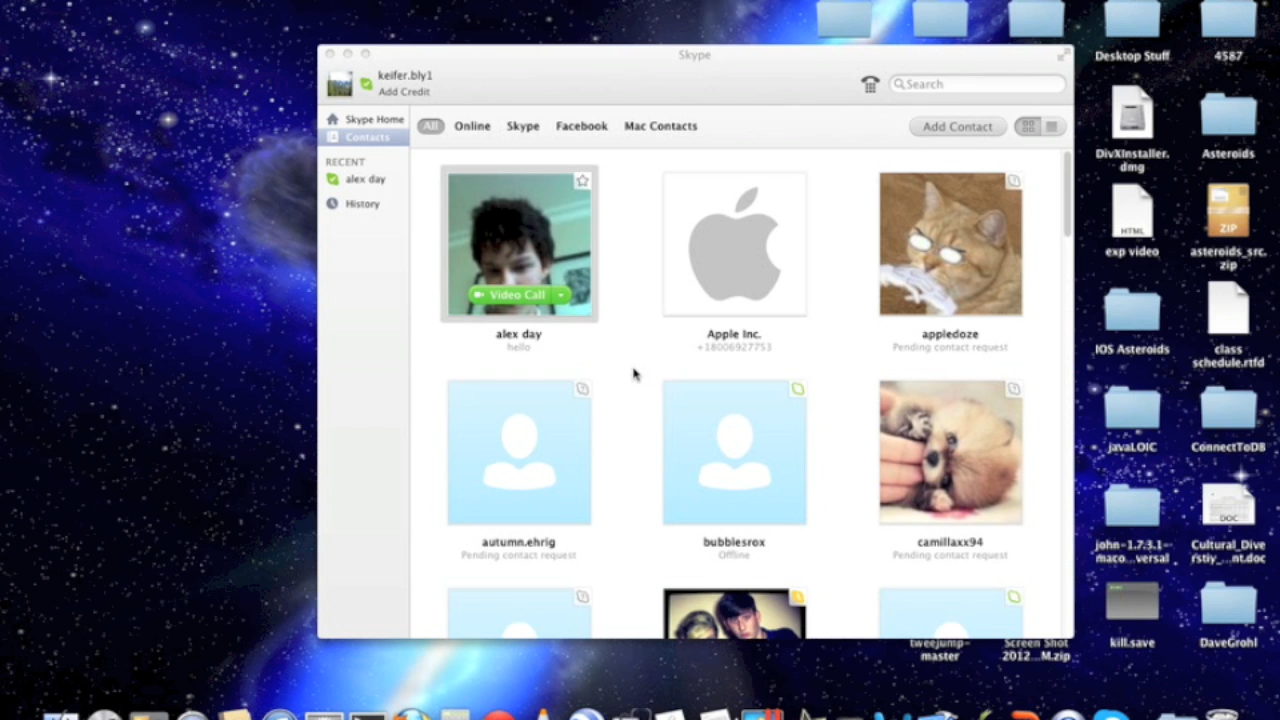 Skype
keifer.bly1
Add Credit
Search
Skype Home
Contacts
RECENT
alex day
History
All
Online
Skype
Facebook
Mac Contacts
Add Contact
Video Call
alex day
hello
Apple Inc.
+18006927753
appledoze
Pending contact request
autumn.ehrig
Pending contact request
bubblesrox
Offline
camillaxx94
Pending contact request
Desktop Stuff
4587
DivXInstaller.
dmg
Asteroids
HTML
exp video
ZIP
asteroids_src.
zip
IOS Asteroids
class
schedule.rtfd
javaLOIC
ConnectToDB
john-1.7.3.1-
maco...versal
DOC
Cultural_Dive
rstiy_...nt.doc
kill.save
DaveGrohl
tweejump-
master
Screen Shot
2012...M.zip